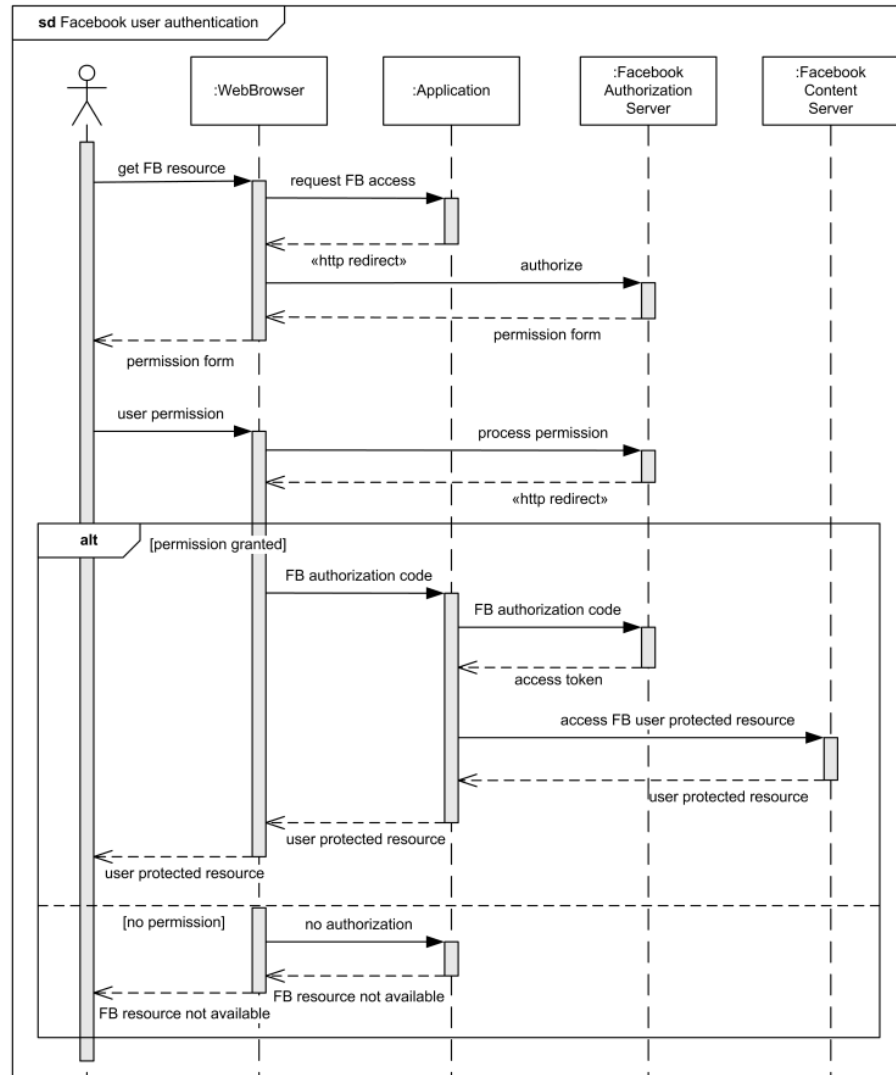 sd Facebook user authentication
:WebBrowser
:Application
:Facebook
Authorization
Server
:Facebook
Content
Server
get FB resource
request FB access
«http redirect»
authorize
permission form
permission form
user permission
process permission
«http redirect»
alt
[permission granted]
FB authorization code
FB authorization code
access token
access FB user protected resource
user protected resource
user protected resource
user protected resource
[no permission]
no authorization
FB resource not available
FB resource not available